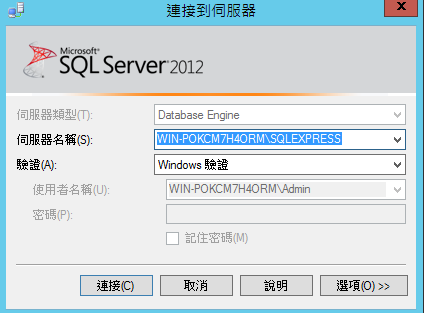 連接到伺服器
x
Microsoft®
SQL Server® 2012
伺服器類型(T): Database Engine
伺服器名稱(S): WIN-POKCM7H4ORM\SQLEXPRESS
驗證(A): Windows 驗證
使用者名稱(U): WIN-POKCM7H4ORM\Admin
密碼(P):
記住密碼(M)
連接(C) 取消 說明 選項(O) >>